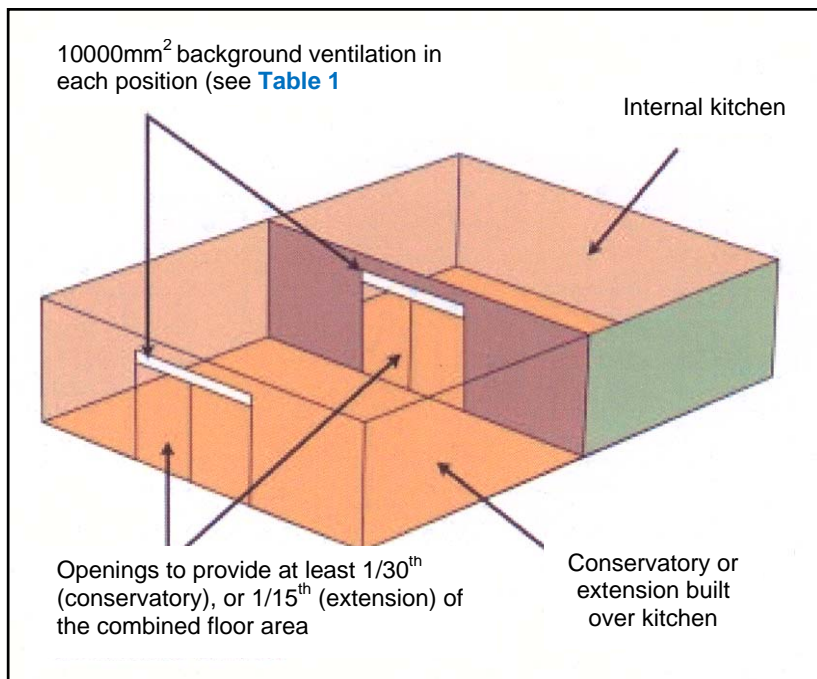 10000mm² background ventilation in
each position (see Table 1
Internal kitchen
Openings to provide at least 1/30th
(conservatory), or 1/15th (extension) of
the combined floor area
Conservatory or
extension built
over kitchen